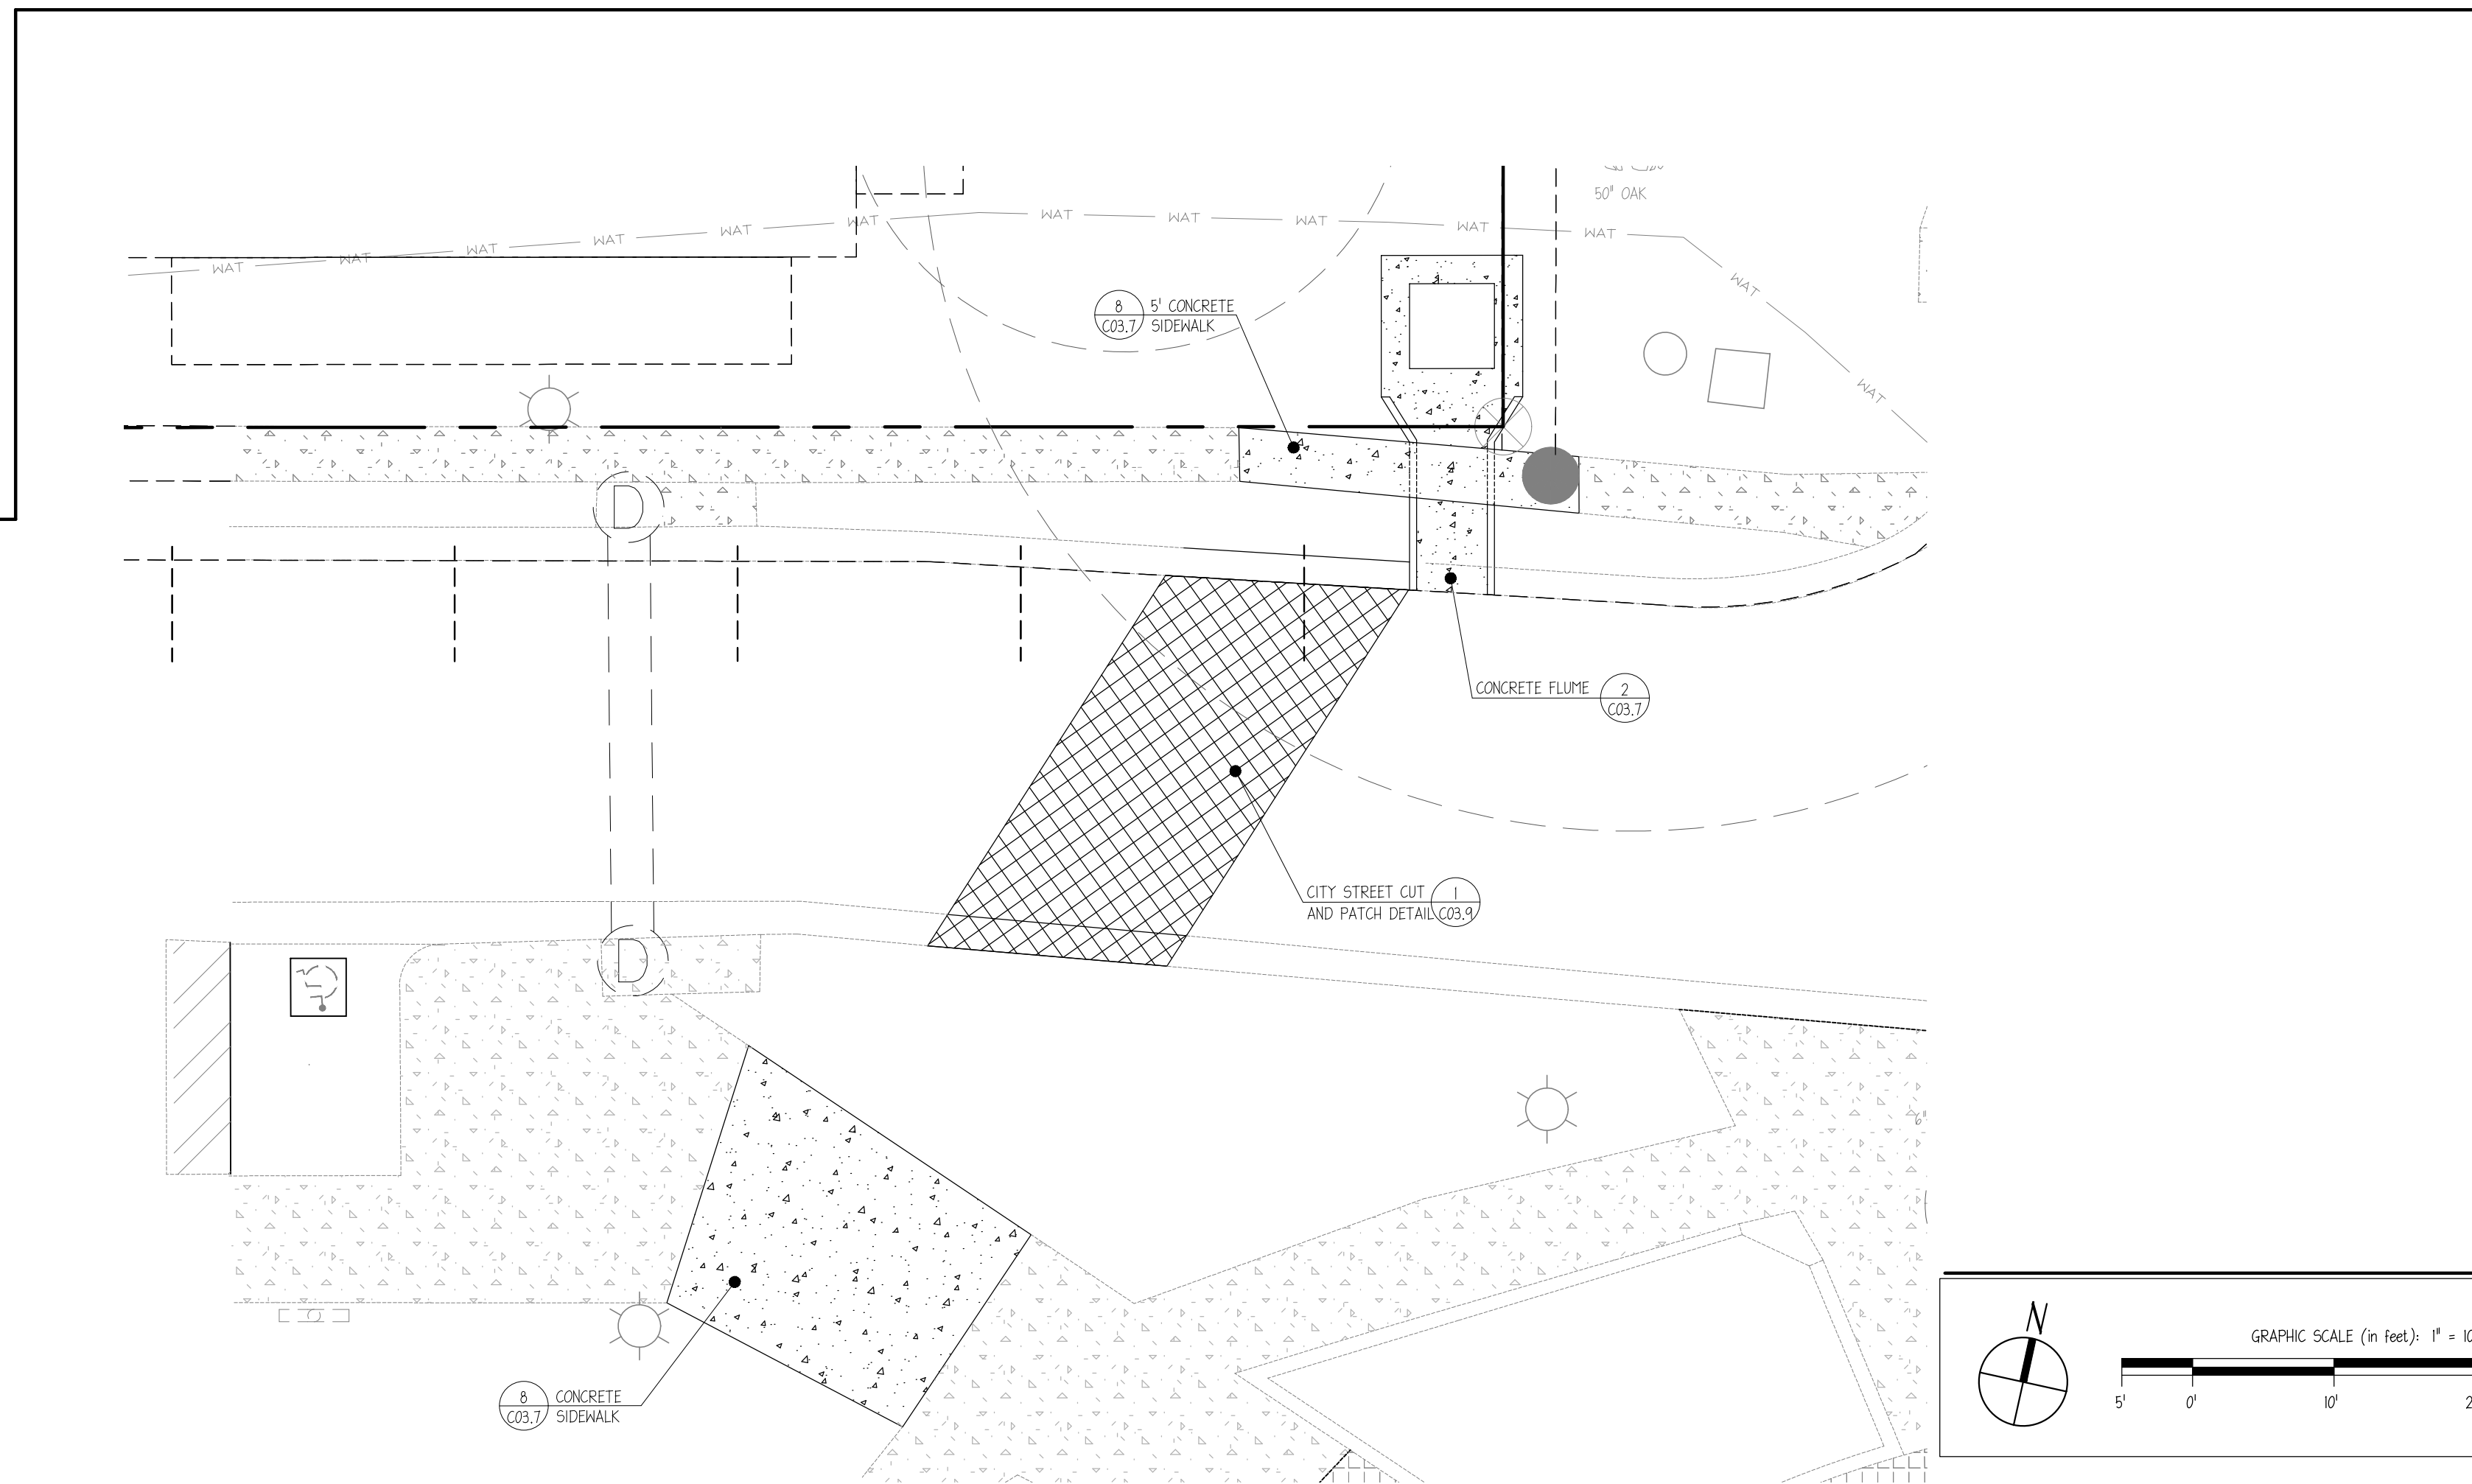 50" OAK
WAT
WAT
WAT
WAT
WAT
WAT
WAT
WAT
WAT
WAT
WAT
WAT
WAT
8 5' CONCRETE
C03.7 SIDEWALK
D
CONCRETE FLUME 2
C03.7
CITY STREET CUT 1
AND PATCH DETAIL C03.9
D
6"
8 CONCRETE
C03.7 SIDEWALK
N
GRAPHIC SCALE (in feet): 1" = 10
5' 0' 10' 2